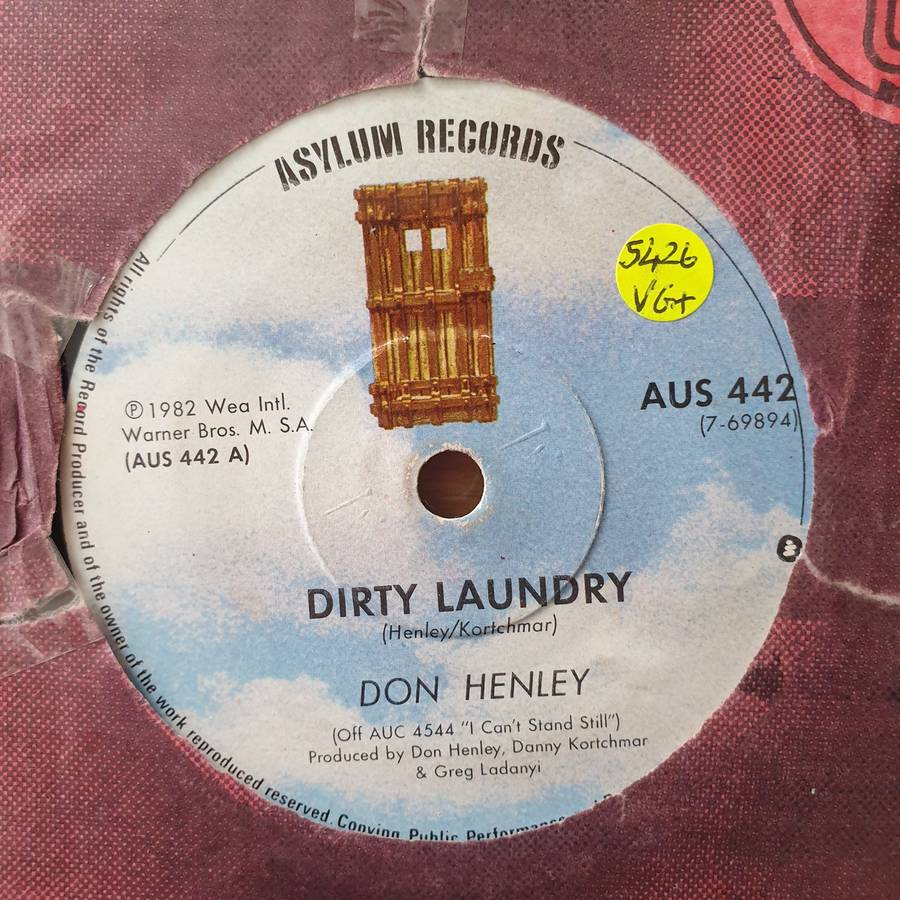 ASYLUM RECORDS
5426
VG+
AUS 442
(7-69894)
℗1982 Wea Intl.
Warner Bros. M. S.A.
(AUS 442 A)
DIRTY LAUNDRY
(Henley/Kortchmar)
DON HENLEY
(Off AUC 4544 "I Can't Stand Still")
Produced by Don Henley, Danny Kortchmar
& Greg Ladanyi
All rights of the Record Producer and of the owner of the work reproduced reserved. Copying Public Performance